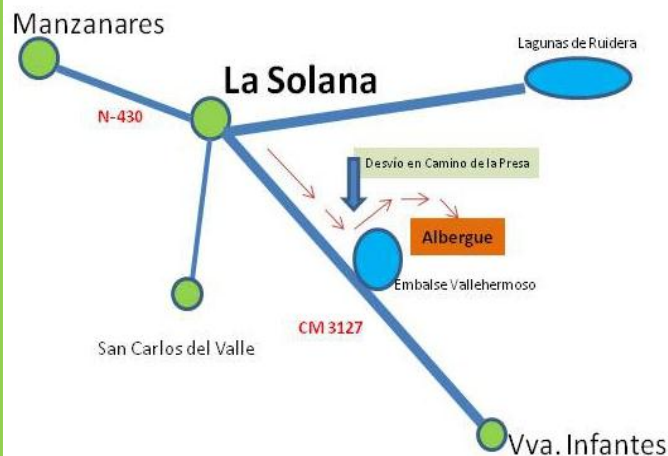 Manzanares
Lagunas de Ruidera
La Solana
N-430
Desvío en Camino de la Presa
Albergue
Embalse Vallehermoso
CM 3127
San Carlos del Valle
Vva. Infantes